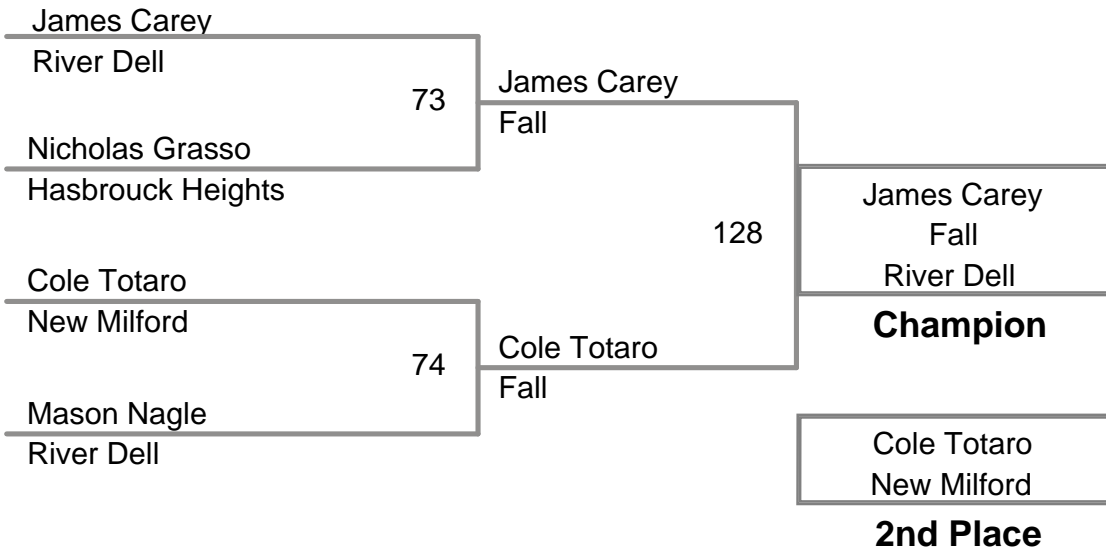 James Carey
River Dell
73
James Carey
Fall
Nicholas Grasso
Hasbrouck Heights
128
James Carey
Fall
River Dell
Champion
Cole Totaro
New Milford
74
Cole Totaro
Fall
Mason Nagle
River Dell
Cole Totaro
New Milford
2nd Place